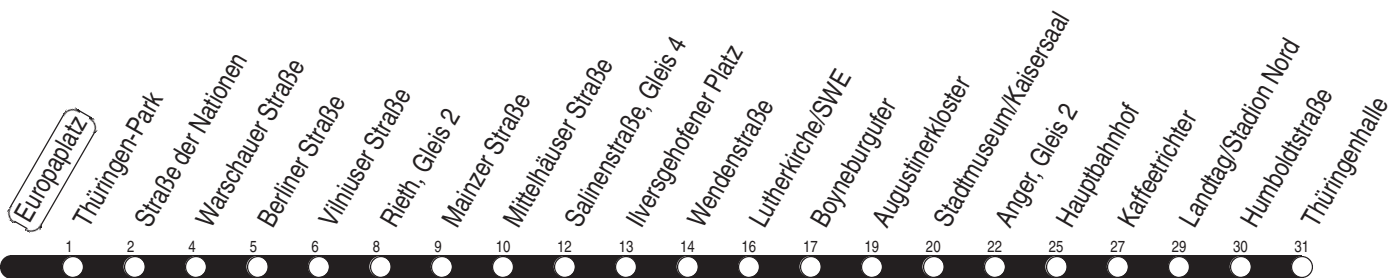 Europaplatz
Thüringen-Park
Straße der Nationen
Warschauer Straße
Berliner Straße
Vilniuser Straße
Rieth, Gleis 2
Mainzer Straße
Mittelhäuser Straße
Salinenstraße, Gleis 4
Ilversgehofener Platz
Wendenstraße
Lutherkirche/SWE
Boyneburgufer
Augustinerkloster
Stadtmuseum/Kaisersaal
Anger, Gleis 2
Hauptbahnhof
Kaffeetrichter
Landtag/Stadion Nord
Humboldtstraße
Thüringenhalle
1 2 4 5 6 8 9 10 12 13 14 16 17 19 20 22 25 27 29 30 31